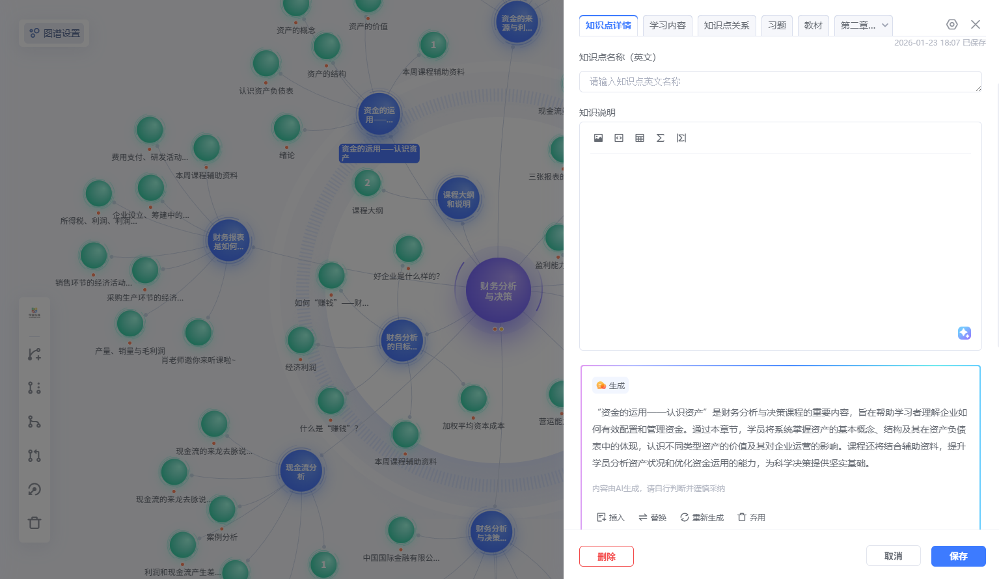 图谱设置
资产的概念
资产的价值
资金的来
源与利...
1
资产的结构
本周课程辅助资料
认识资产负债表
资金的运
用——...
现金流量
绪论
资金的运用——认识资
产
费用支付、研发活动...
本周课程辅助资料
三张报表的
2
课程大纲
课程大纲
和说明
企业设立、筹建中的...
所得税、利润、利润...
财务报表
是如何...
销售环节的经济活动...
采购生产环节的经济...
好企业是什么样的？
盈利能力
财务分析
与决策
如何“赚钱”——财...
产量、销量与毛利润
肖老师邀你来听课啦~
财务分析
的目标...
经济利润
什么是“赚钱”？
加权平均资本成本
营运能
本周课程辅助资料
现金流的来龙去脉说...
现金流分
析
现金流的来龙去脉说...
案例分析
财务分析
与决策...
中国国际金融有限公...
1
利润和现金流产生差...
知识点详情
学习内容
知识点关系
习题
教材
第二章...
2026-01-23 18:07 已保存
知识点名称（英文）
请输入知识点英文名称
知识说明
生成
“资金的运用——认识资产”是财务分析与决策课程的重要内容，旨在帮助学习者理解企业如
何有效配置和管理资金。通过本章节，学员将系统掌握资产的基本概念、结构及其在资产负债
表中的体现，认识不同类型资产的价值及其对企业运营的影响。课程还将结合辅助资料，提升
学员分析资产状况和优化资金运用的能力，为科学决策提供坚实基础。
内容由AI生成，请自行判断并谨慎采纳
插入
替换
重新生成
弃用
删除
取消
保存